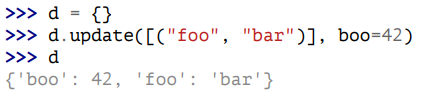 >>> d = {}
>>> d.update([("foo", "bar")], boo=42)
>>> d
{'boo': 42, 'foo': 'bar'}